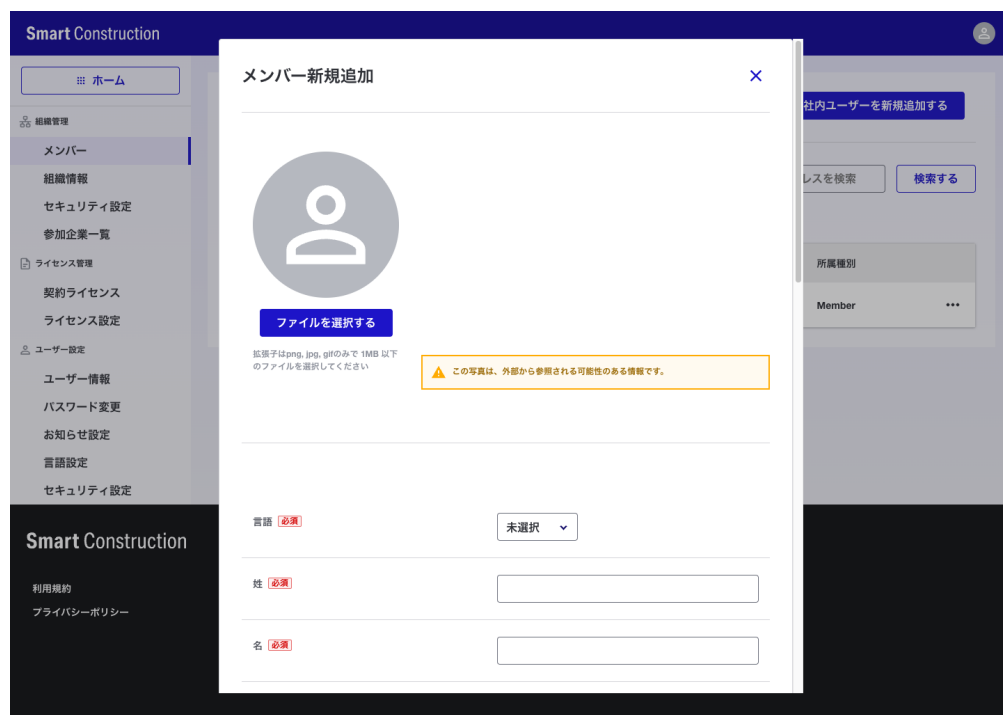 Smart Construction
ホーム
組織管理
メンバー
組織情報
セキュリティ設定
参加企業一覧
ライセンス管理
契約ライセンス
ライセンス設定
ユーザー設定
ユーザー情報
パスワード変更
お知らせ設定
言語設定
セキュリティ設定
メンバー新規追加
ファイルを選択する
拡張子はpng, jpg, gifのみで 1MB 以下
のファイルを選択してください
この写真は、外部から参照される可能性のある情報です。
言語 必須
未選択
姓 必須
名 必須
社内ユーザーを新規追加する
レスを検索
検索する
所属種別
Member
Smart Construction
利用規約
プライバシーポリシー